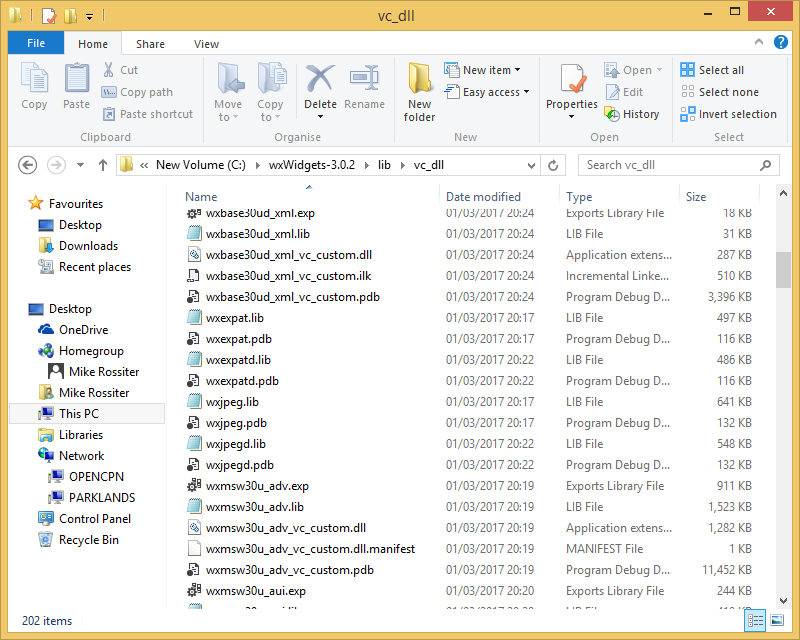 vc_dll
File Home Share View
Copy Paste Cut Copy path Paste shortcut
Clipboard
Move to Copy to Delete Rename
Organise
New folder New item Easy access
New
Properties Open Edit History
Open
Select all Select none Invert selection
Select
« New Volume (C:) wxWidgets-3.0.2 lib vc_dll
Search vc_dll
Favourites
Desktop
Downloads
Recent places
Desktop
OneDrive
Homegroup
Mike Rossiter
Mike Rossiter
This PC
Libraries
Network
OPENCPN
PARKLANDS
Control Panel
Recycle Bin
Name Date modified Type Size
wxbase30ud_xml.exp 01/03/2017 20:24 Exports Library File 18 KB
wxbase30ud_xml.lib 01/03/2017 20:24 LIB File 31 KB
wxbase30ud_xml_vc_custom.dll 01/03/2017 20:24 Application extens... 287 KB
wxbase30ud_xml_vc_custom.ilk 01/03/2017 20:24 Incremental Linke... 510 KB
wxbase30ud_xml_vc_custom.pdb 01/03/2017 20:24 Program Debug D... 3,396 KB
wxexpat.lib 01/03/2017 20:17 LIB File 497 KB
wxexpat.pdb 01/03/2017 20:17 Program Debug D... 116 KB
wxexpatd.lib 01/03/2017 20:22 LIB File 486 KB
wxexpatd.pdb 01/03/2017 20:22 Program Debug D... 116 KB
wxjpeg.lib 01/03/2017 20:17 LIB File 641 KB
wxjpeg.pdb 01/03/2017 20:17 Program Debug D... 132 KB
wxjpegd.lib 01/03/2017 20:22 LIB File 548 KB
wxjpegd.pdb 01/03/2017 20:22 Program Debug D... 132 KB
wxmsw30u_adv.exp 01/03/2017 20:19 Exports Library File 911 KB
wxmsw30u_adv.lib 01/03/2017 20:19 LIB File 1,523 KB
wxmsw30u_adv_vc_custom.dll 01/03/2017 20:19 Application extens... 1,282 KB
wxmsw30u_adv_vc_custom.dll.manifest 01/03/2017 20:19 MANIFEST File 1 KB
wxmsw30u_adv_vc_custom.pdb 01/03/2017 20:19 Program Debug D... 11,452 KB
wxmsw30u_aui.exp 01/03/2017 20:20 Exports Library File 244 KB
202 items